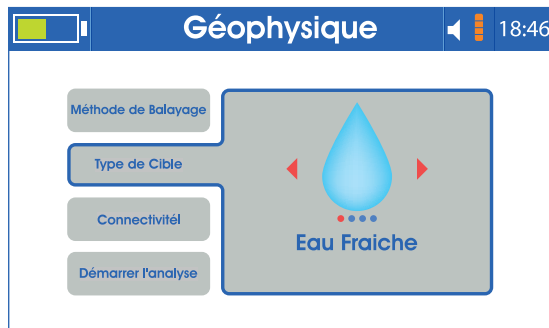 Géophysique
18:46
Méthode de Balayage
Type de Cible
Connectivitél
Démarrer l'analyse
Eau Fraiche